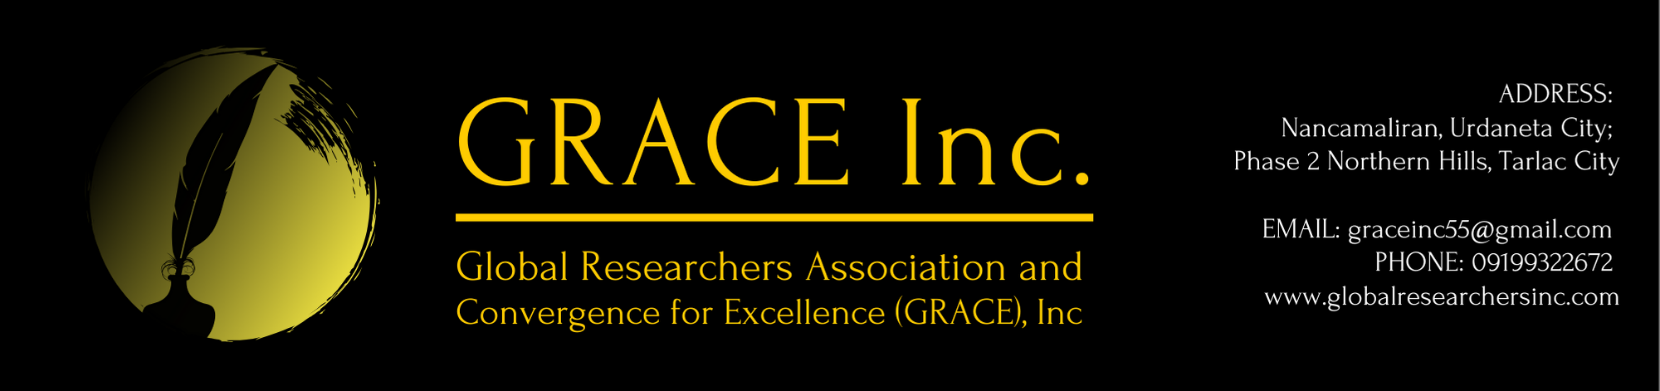 GRACE Inc.
Global Researchers Association and
Convergence for Excellence (GRACE), Inc
ADDRESS:
Nancamaliran, Urdaneta City;
Phase 2 Northern Hills, Tarlac City
EMAIL: graceinc55@gmail.com
PHONE: 09199322672
www.globalresearchersinc.com